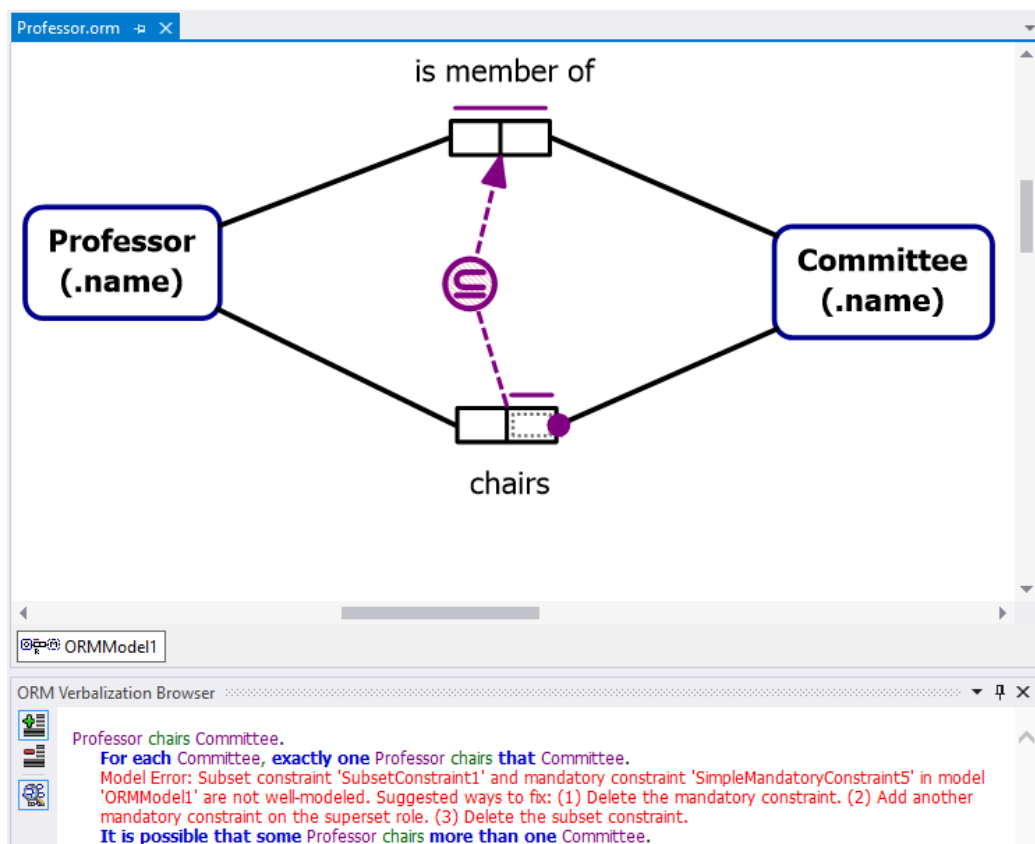 Professor.orm
is member of
Professor
(.name)
Committee
(.name)
chairs
ORMModel1
ORM Verbalization Browser
Professor chairs Committee.
For each Committee, exactly one Professor chairs that Committee.
Model Error: Subset constraint 'SubsetConstraint1' and mandatory constraint 'SimpleMandatoryConstraint5' in model
'ORMModel1' are not well-modeled. Suggested ways to fix: (1) Delete the mandatory constraint. (2) Add another
mandatory constraint on the superset role. (3) Delete the subset constraint.
It is possible that some Professor chairs more than one Committee.